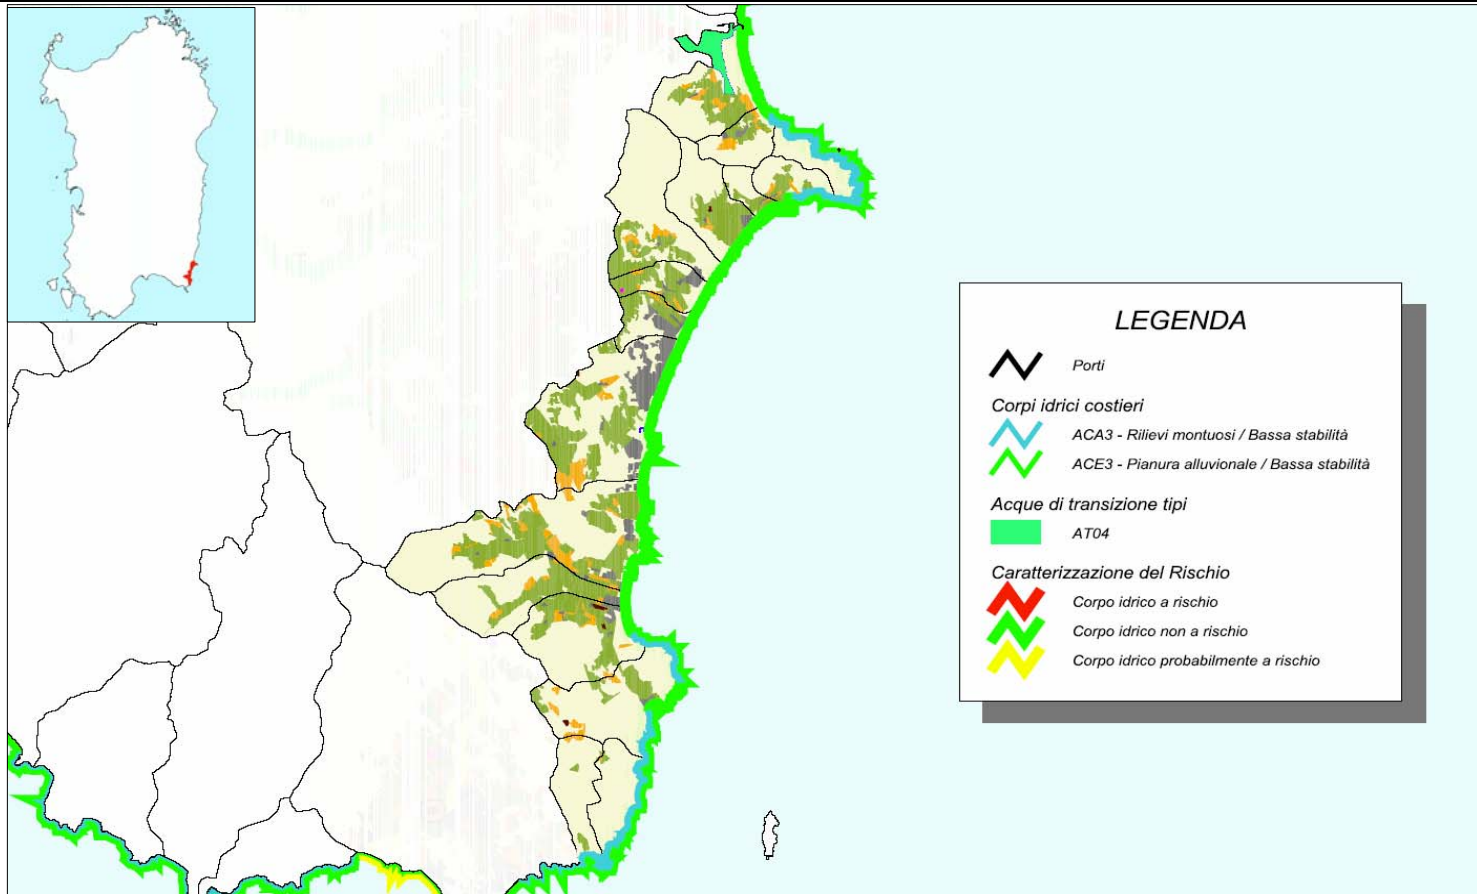 LEGENDA
Porti
Corpi idrici costieri
ACA3 - Rilievi montuosi / Bassa stabilità
ACE3 - Pianura alluvionale / Bassa stabilità
Acque di transizione tipi
AT04
Caratterizzazione del Rischio
Corpo idrico a rischio
Corpo idrico non a rischio
Corpo idrico probabilmente a rischio